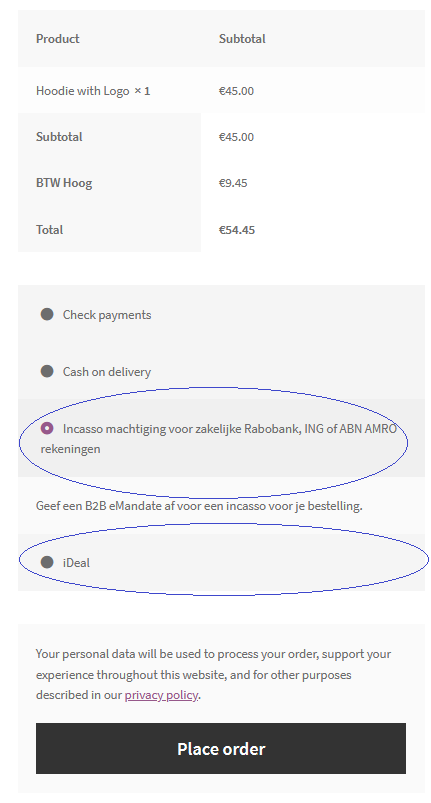 Product Subtotal
Hoodie with Logo × 1 €45.00
Subtotal €45.00
BTW Hoog €9.45
Total €54.45
Check payments
Cash on delivery
Incasso machtiging voor zakelijke Rabobank, ING of ABN AMRO
rekeningen
Geef een B2B eMandate af voor een incasso voor je bestelling.
iDeal
Your personal data will be used to process your order, support your
experience throughout this website, and for other purposes
described in our privacy policy.
Place order